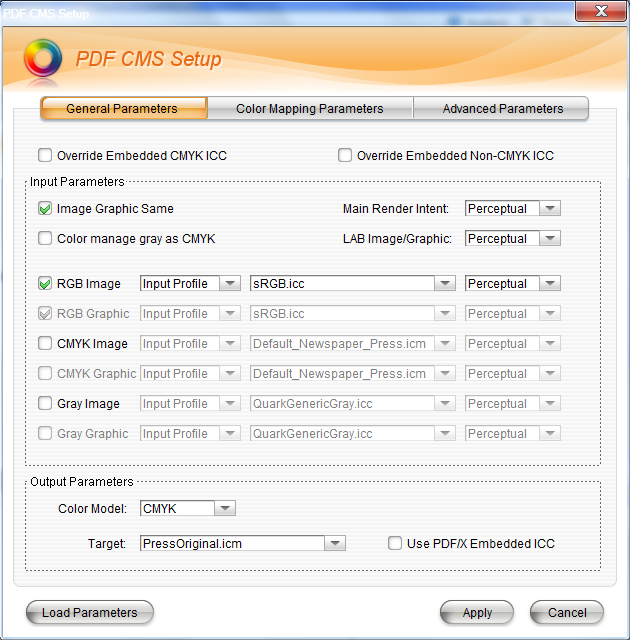 PDF CMS Setup
PDF CMS Setup
General Parameters Color Mapping Parameters Advanced Parameters
Override Embedded CMYK ICC Override Embedded Non-CMYK ICC
Input Parameters
Image Graphic Same Main Render Intent: Perceptual
Color manage gray as CMYK LAB Image/Graphic: Perceptual
RGB Image Input Profile sRGB.icc Perceptual
RGB Graphic Input Profile sRGB.icc Perceptual
CMYK Image Input Profile Default_Newspaper_Press.icm Perceptual
CMYK Graphic Input Profile Default_Newspaper_Press.icm Perceptual
Gray Image Input Profile QuarkGenericGray.icc Perceptual
Gray Graphic Input Profile QuarkGenericGray.icc Perceptual
Output Parameters
Color Model: CMYK
Target: PressOriginal.icm Use PDF/X Embedded ICC
Load Parameters Apply Cancel